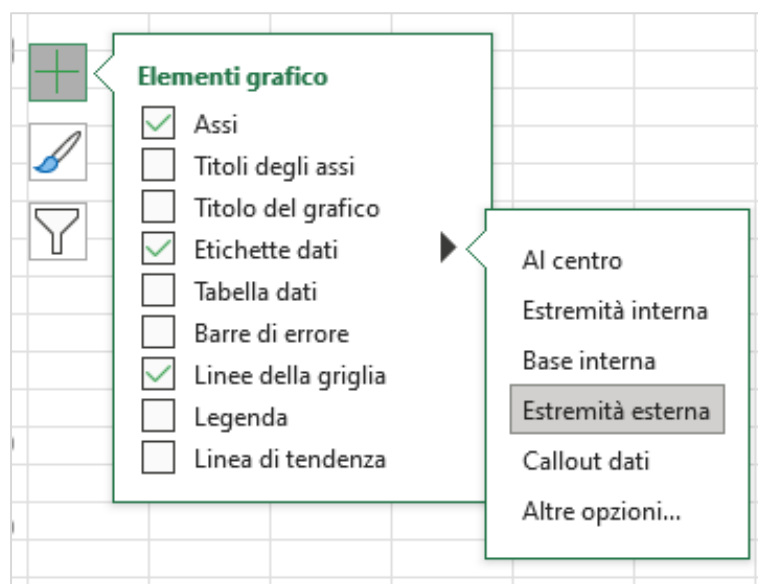 Elementi grafico
Assi
Titoli degli assi
Titolo del grafico
Etichette dati
Tabella dati
Barre di errore
Linee della griglia
Legenda
Linea di tendenza
Al centro
Estremità interna
Base interna
Estremità esterna
Callout dati
Altre opzioni...